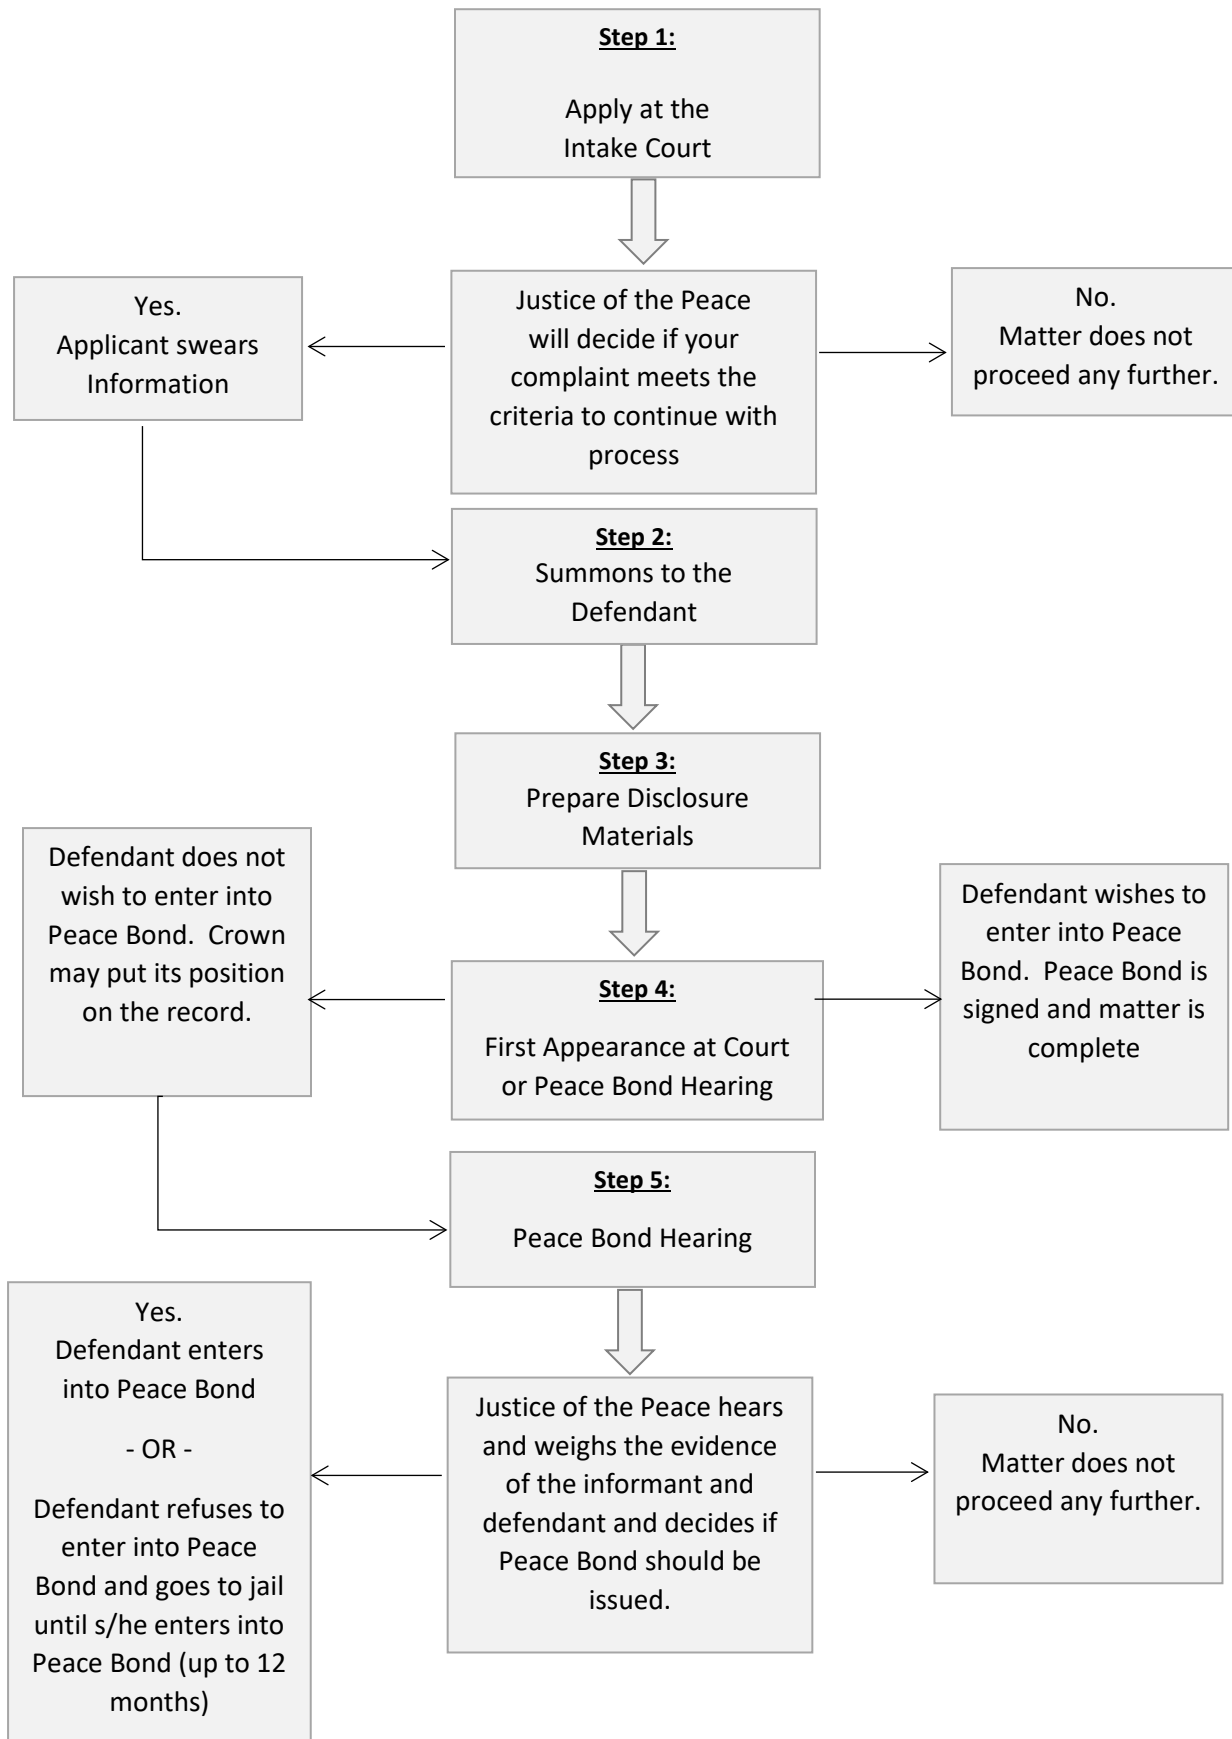 Step 1:
Apply at the
Intake Court
Yes.
Applicant swears
Information
Justice of the Peace
will decide if your
complaint meets the
criteria to continue with
process
No.
Matter does not
proceed any further.
Step 2:
Summons to the
Defendant
Step 3:
Prepare Disclosure
Materials
Defendant does not
wish to enter into
Peace Bond.  Crown
may put its position
on the record.
Step 4:
First Appearance at Court
or Peace Bond Hearing
Defendant wishes to
enter into Peace
Bond.  Peace Bond is
signed and matter is
complete
Step 5:
Peace Bond Hearing
Yes.
Defendant enters
into Peace Bond
- OR -
Defendant refuses to
enter into Peace
Bond and goes to jail
until s/he enters into
Peace Bond (up to 12
months)
Justice of the Peace hears
and weighs the evidence
of the informant and
defendant and decides if
Peace Bond should be
issued.
No.
Matter does not
proceed any further.